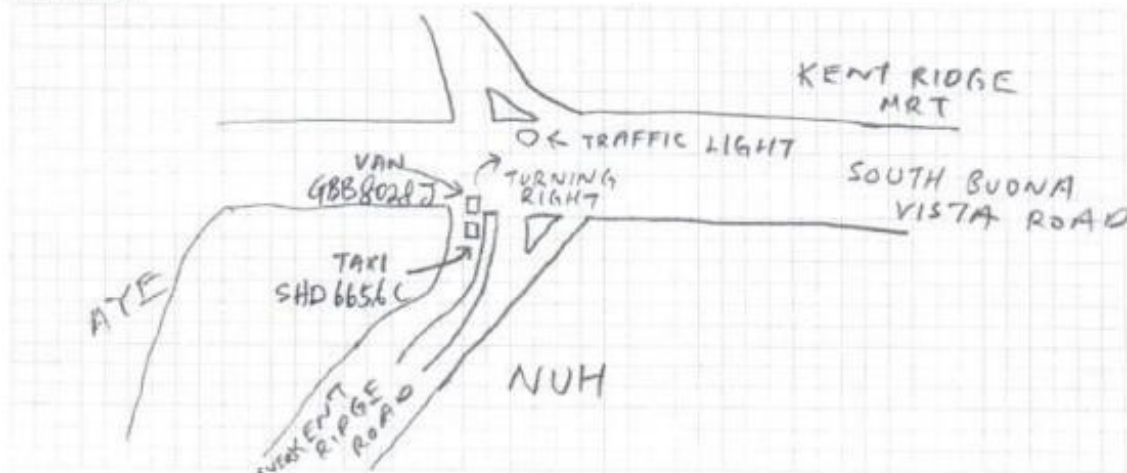 KENT RIDGE
MRT
← TRAFFIC LIGHT
VAN
GBB8028J
TURNING
RIGHT
SOUTH BUONA
VISTA ROAD
TAXI
SHD6656C
AYE
NUH
KENT
RIDGE
ROAD